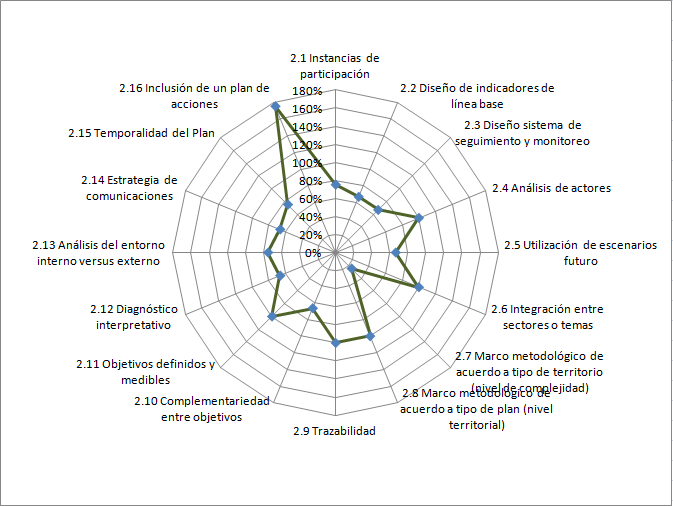 2.1 Instancias de
participación
2.2 Diseño de indicadores de
línea base
2.3 Diseño sistema de
seguimiento y monitoreo
2.4 Análisis de actores
2.5 Utilización de escenarios
futuro
2.6 Integración entre
sectores o temas
2.7 Marco metodológico de
acuerdo a tipo de territorio
(nivel de complejidad)
2.8 Marco metodológico de
acuerdo a tipo de plan (nivel
territorial)
2.9 Trazabilidad
2.10 Complementariedad
entre objetivos
2.11 Objetivos definidos y
medibles
2.12 Diagnóstico
interpretativo
2.13 Análisis del entorno
interno versus externo
2.14 Estrategia de
comunicaciones
2.15 Temporalidad del Plan
2.16 Inclusión de un plan de
acciones
180%
160%
140%
120%
100%
80%
60%
40%
20%
0%